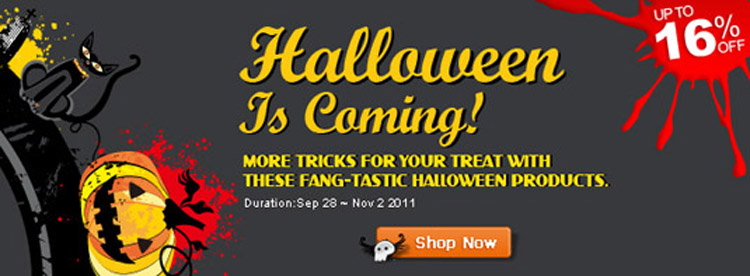 UP TO
16%
OFF
Halloween
Is Coming!
MORE TRICKS FOR YOUR TREAT WITH
THESE FANG-TASTIC HALLOWEEN PRODUCTS.
Duration:Sep 28 ~ Nov 2 2011
Shop Now